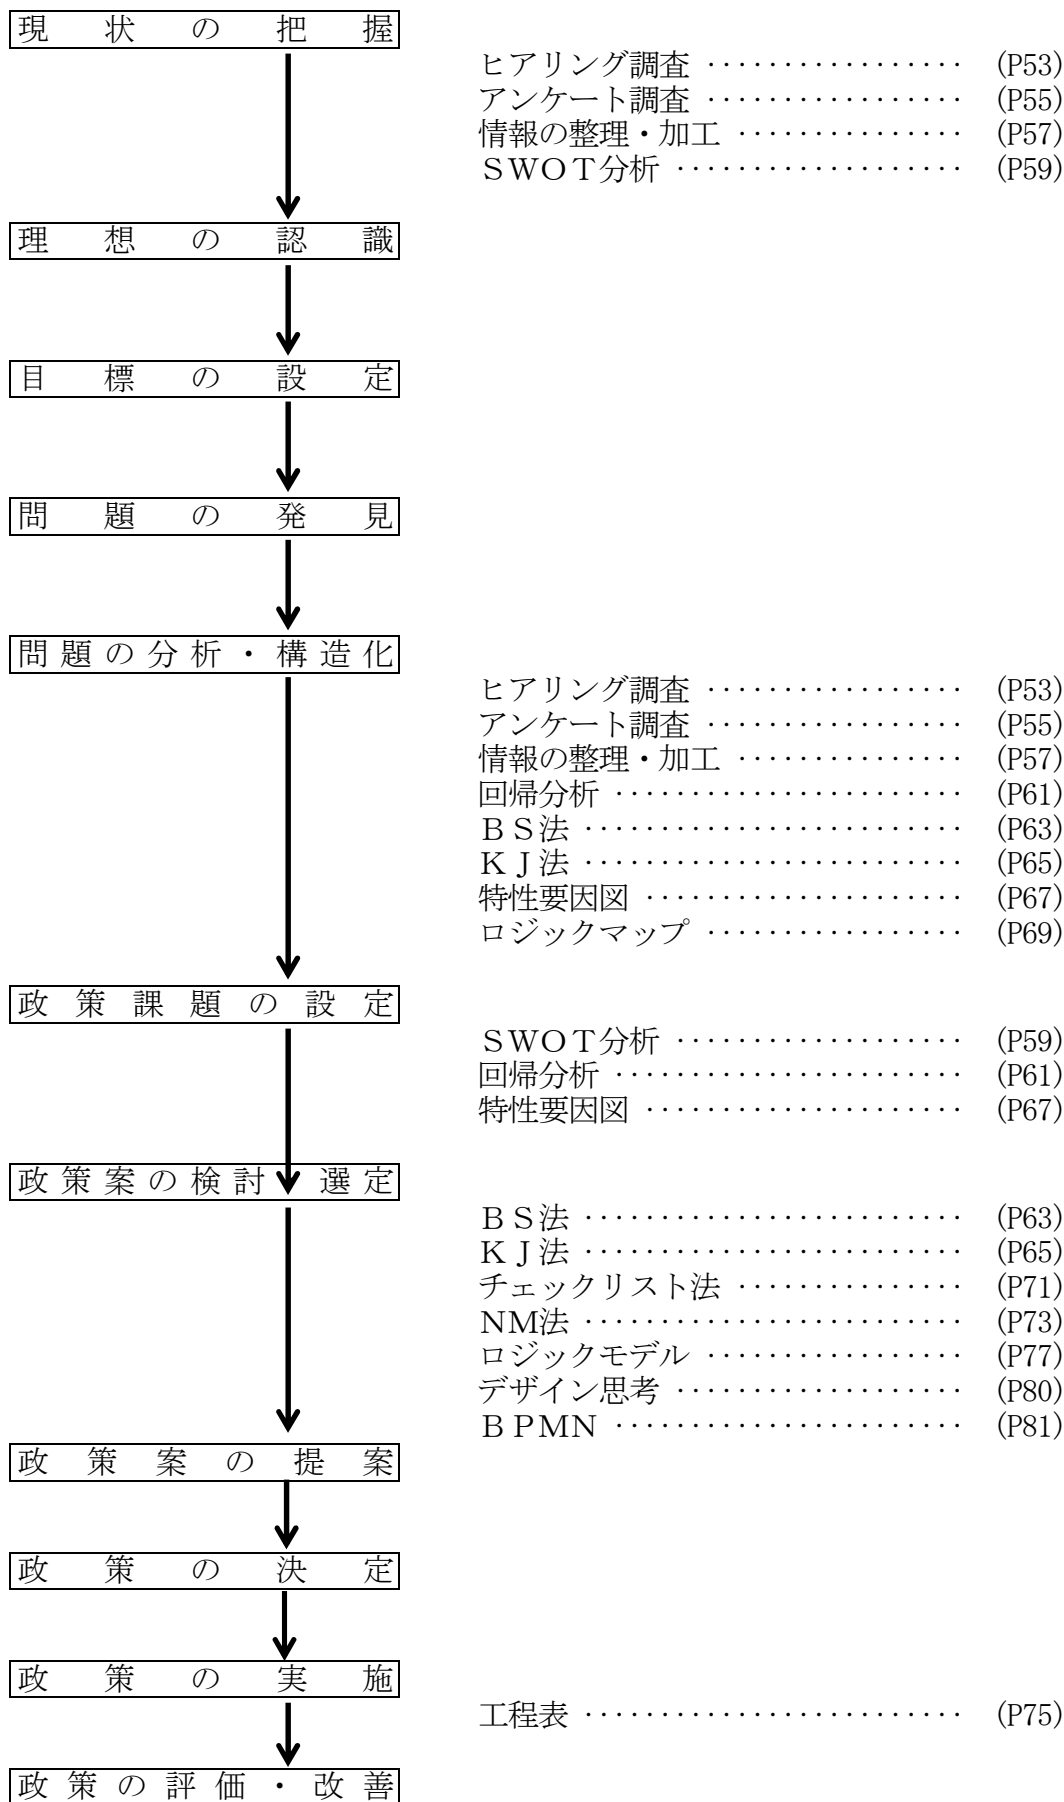 現状の把握
ヒアリング調査 ················· (P53)
アンケート調査 ················· (P55)
情報の整理・加工 ··············· (P57)
ＳＷＯＴ分析 ··················· (P59)
理想の認識
目標の設定
問題の発見
問題の分析・構造化
ヒアリング調査 ················· (P53)
アンケート調査 ················· (P55)
情報の整理・加工 ··············· (P57)
回帰分析 ······················· (P61)
ＢＳ法 ························· (P63)
ＫＪ法 ························· (P65)
特性要因図 ····················· (P67)
ロジックマップ ················· (P69)
政策課題の設定
ＳＷＯＴ分析 ··················· (P59)
回帰分析 ······················· (P61)
特性要因図 ····················· (P67)
政策案の検討 選定
ＢＳ法 ························· (P63)
ＫＪ法 ························· (P65)
チェックリスト法 ··············· (P71)
ＮＭ法 ························· (P73)
ロジックモデル ················· (P77)
デザイン思考 ··················· (P80)
ＢＰＭＮ ······················· (P81)
政策案の提案
政策の決定
政策の実施
工程表 ························· (P75)
政策の評価・改善